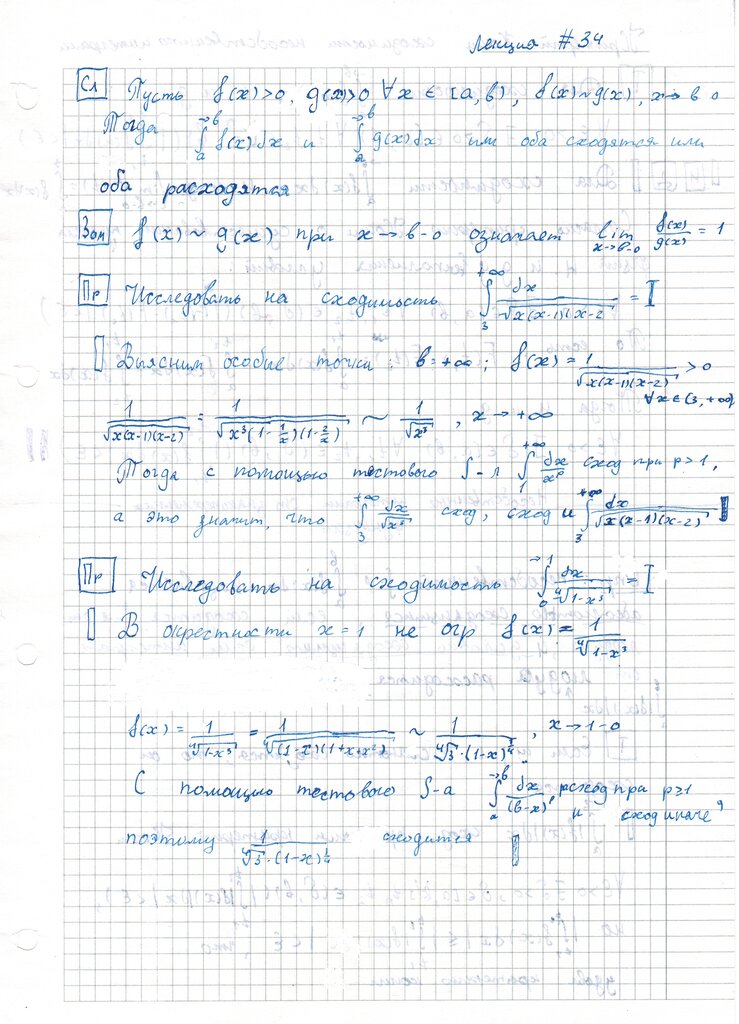 Лекция #34
Сл Пусть f(x)>0, g(x)>0 ∀x ∈ [a,b), f(x)~g(x), x→b-0
Тогда ∫_a^{→b} f(x)dx и ∫_a^{→b} g(x)dx или оба сходятся или
оба расходятся
Зам f(x) ~ g(x) при x→b-0 означает lim_{x→b-0} f(x)/g(x) = 1
Пр Исследовать на сходимость ∫_3^{+∞} dx/√(x(x-1)(x-2)) = I
Выясним особые точки: b=+∞; f(x) = 1/√(x(x-1)(x-2)) > 0
∀x∈(3,+∞)
1/√(x(x-1)(x-2)) = 1/√(x³(1-1/x)(1-2/x)) ~ 1/√x³, x→+∞
Тогда с помощью тестового ∫-л ∫_1^{+∞} dx/x^p сход при p>1,
а это значит, что ∫_3^{+∞} dx/√x³ сход, сход и ∫_3^{+∞} dx/√(x(x-1)(x-2))
Пр Исследовать на сходимость ∫_0^{→1} dx/⁴√(1-x³) = I
В окрестности x=1 не огр f(x) = 1/⁴√(1-x³)
f(x) = 1/⁴√(1-x³) = 1/⁴√((1-x)(1+x+x²)) ~ 1/(⁴√3·(1-x)^{1/4}), x→1-0
С помощью тестового ∫-а ∫_a^{→b} dx/(b-x)^p расход при p≥1
и сход иначе,
поэтому 1/(⁴√3·(1-x)^{1/4}) сходится